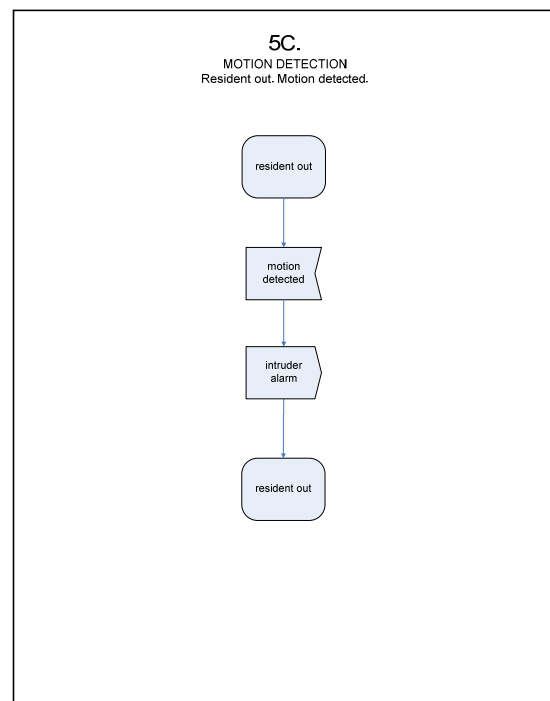 5C.
MOTION DETECTION
Resident out. Motion detected.
resident out
motion
detected
intruder
alarm
resident out